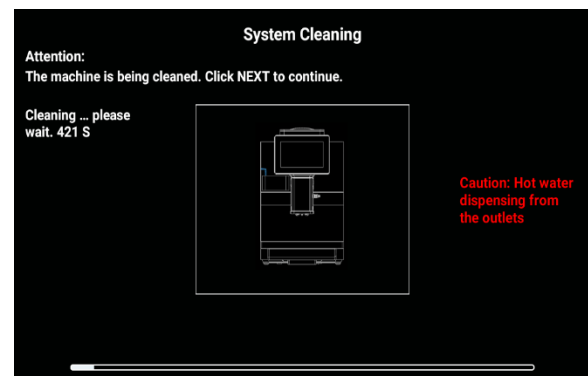 System Cleaning
Attention:
The machine is being cleaned. Click NEXT to continue.
Cleaning ... please
wait. 421 S
Caution: Hot water
dispensing from
the outlets